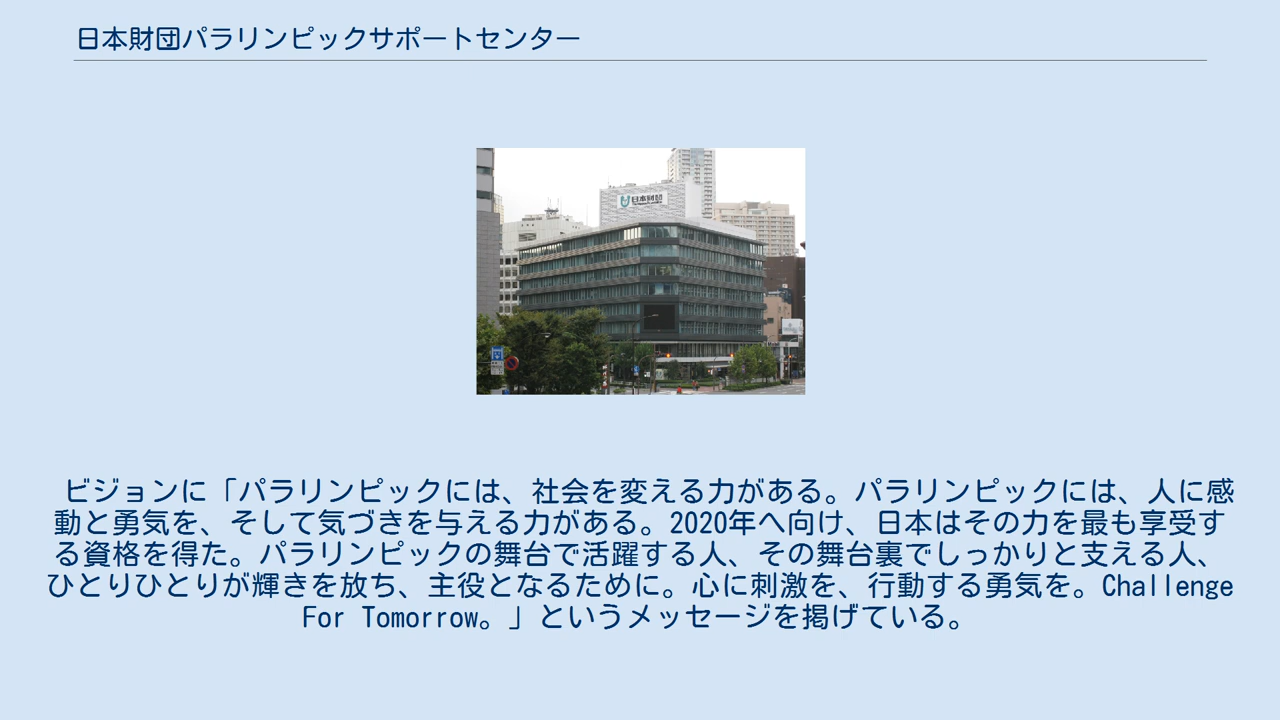 日本財団パラリンピックサポートセンター
日本財団
ビジョンに「パラリンピックには、社会を変える力がある。パラリンピックには、人に感
動と勇気を、そして気づきを与える力がある。2020年へ向け、日本はその力を最も享受す
る資格を得た。パラリンピックの舞台で活躍する人、その舞台裏でしっかりと支える人、
ひとりひとりが輝きを放ち、主役となるために。心に刺激を、行動する勇気を。Challenge
For Tomorrow。」というメッセージを掲げている。